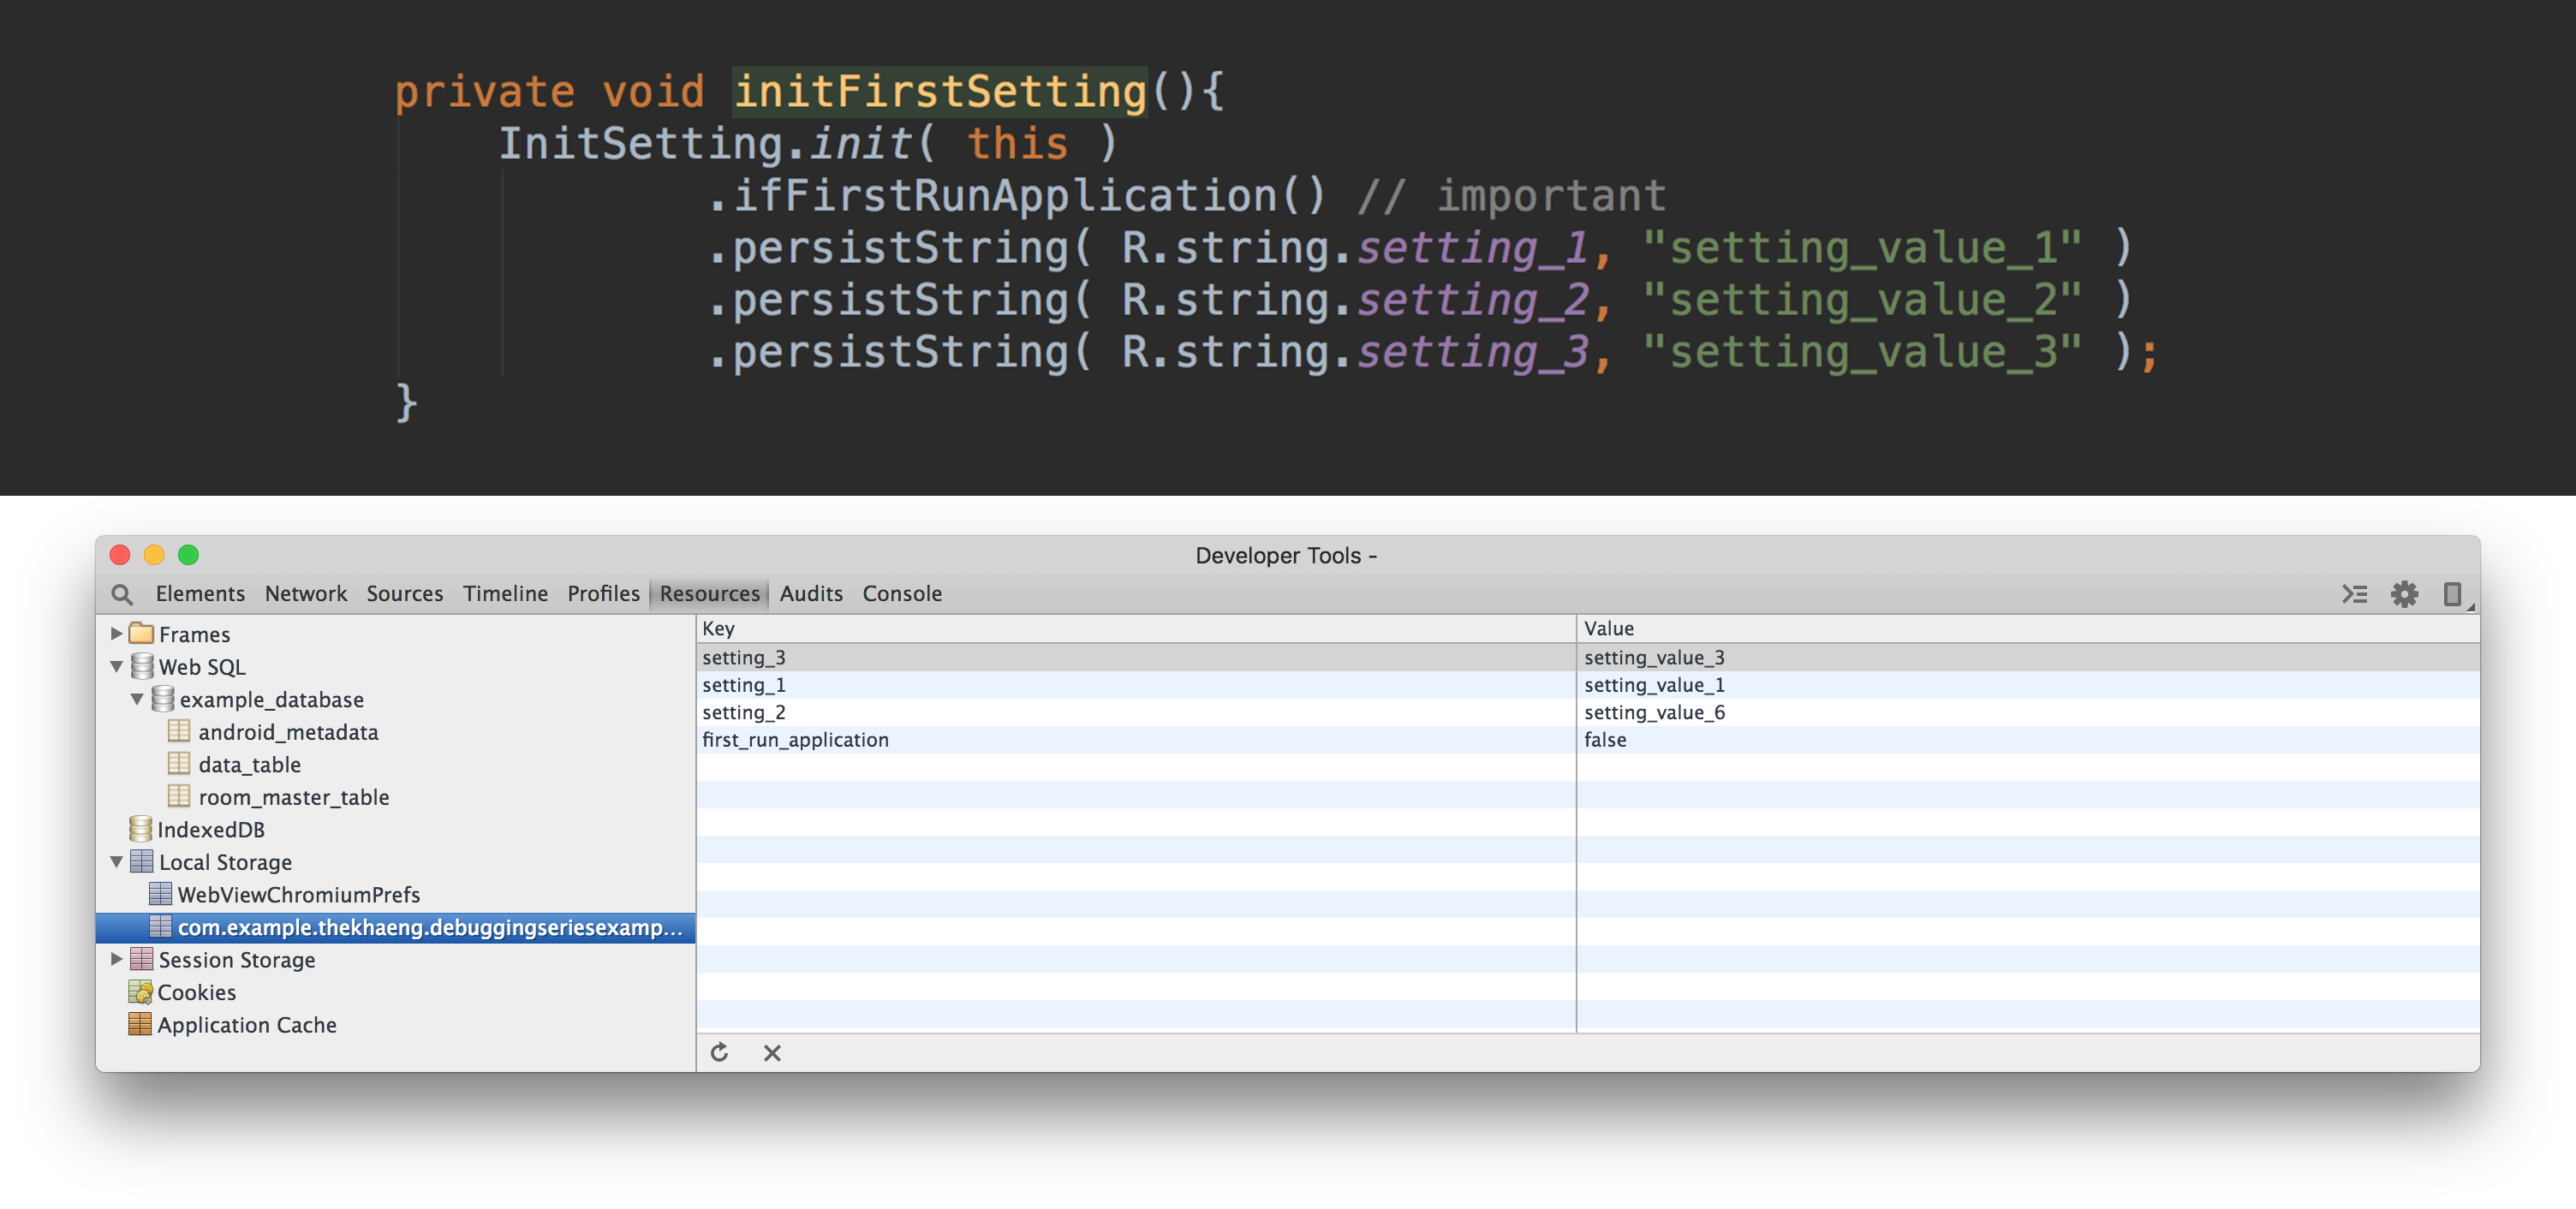 private void initFirstSetting(){
InitSetting.init( this )
.ifFirstRunApplication() // important
.persistString( R.string.setting_1, "setting_value_1" )
.persistString( R.string.setting_2, "setting_value_2" )
.persistString( R.string.setting_3, "setting_value_3" );
}
Developer Tools -
Elements Network Sources Timeline Profiles Resources Audits Console
Frames
Web SQL
example_database
android_metadata
data_table
room_master_table
IndexedDB
Local Storage
WebViewChromiumPrefs
com.example.thekhaeng.debuggingseriesexamp...
Session Storage
Cookies
Application Cache
Key Value
setting_3 setting_value_3
setting_1 setting_value_1
setting_2 setting_value_6
first_run_application false